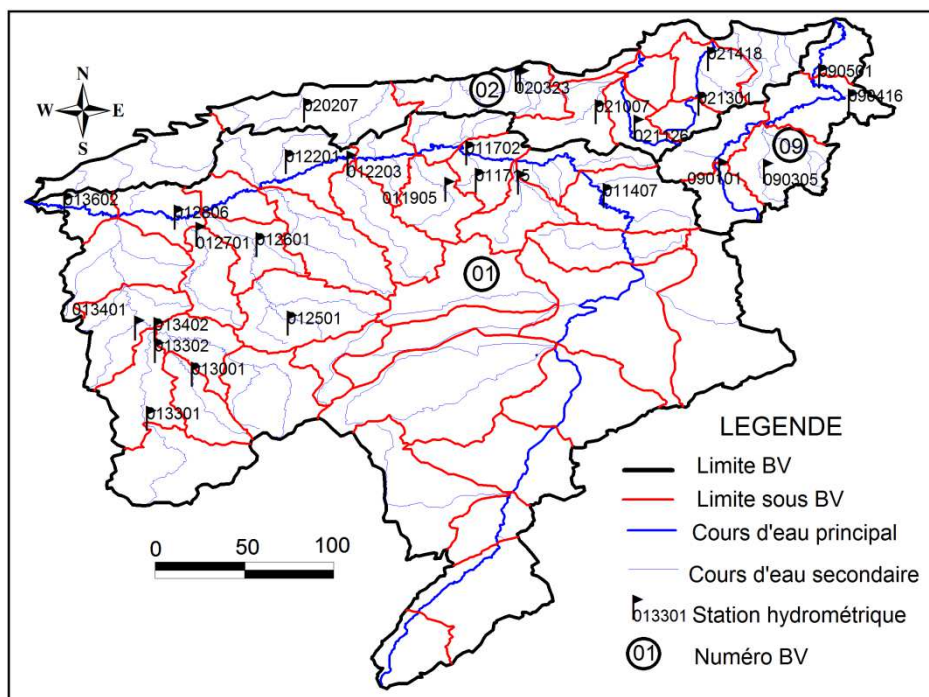 021418
090501
090416
020323
02
020207
021007
021301
021126
N
W E
S
012201
011702
09
012203
011715
090101
090305
011905
011407
013602
012806
012701
012601
01
013401
012501
013402
013302
013001
013301
LEGENDE
Limite BV
Limite sous BV
Cours d'eau principal
Cours d'eau secondaire
013301 Station hydrométrique
01 Numéro BV
0 50 100